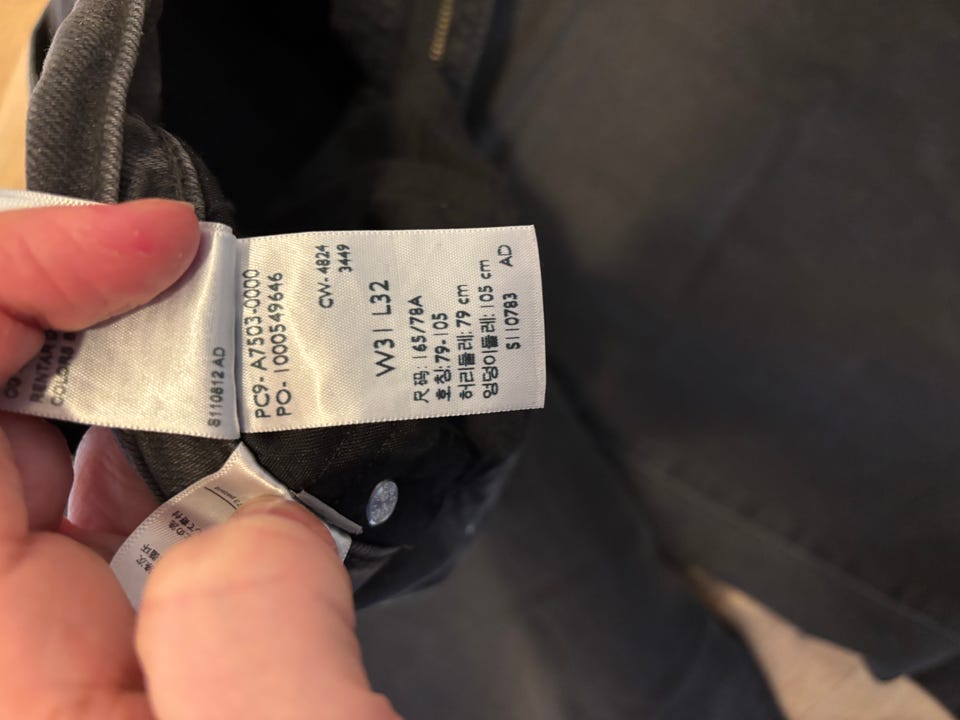 PC9- A7503-0000
PO- 1000549646
CW- 4824
3449
W31 L32
尺码: 165/78A
호칭:79-105
허리둘레: 79 cm
엉덩이둘레: 105 cm
S110783 AD
S110812 AD
COLORS